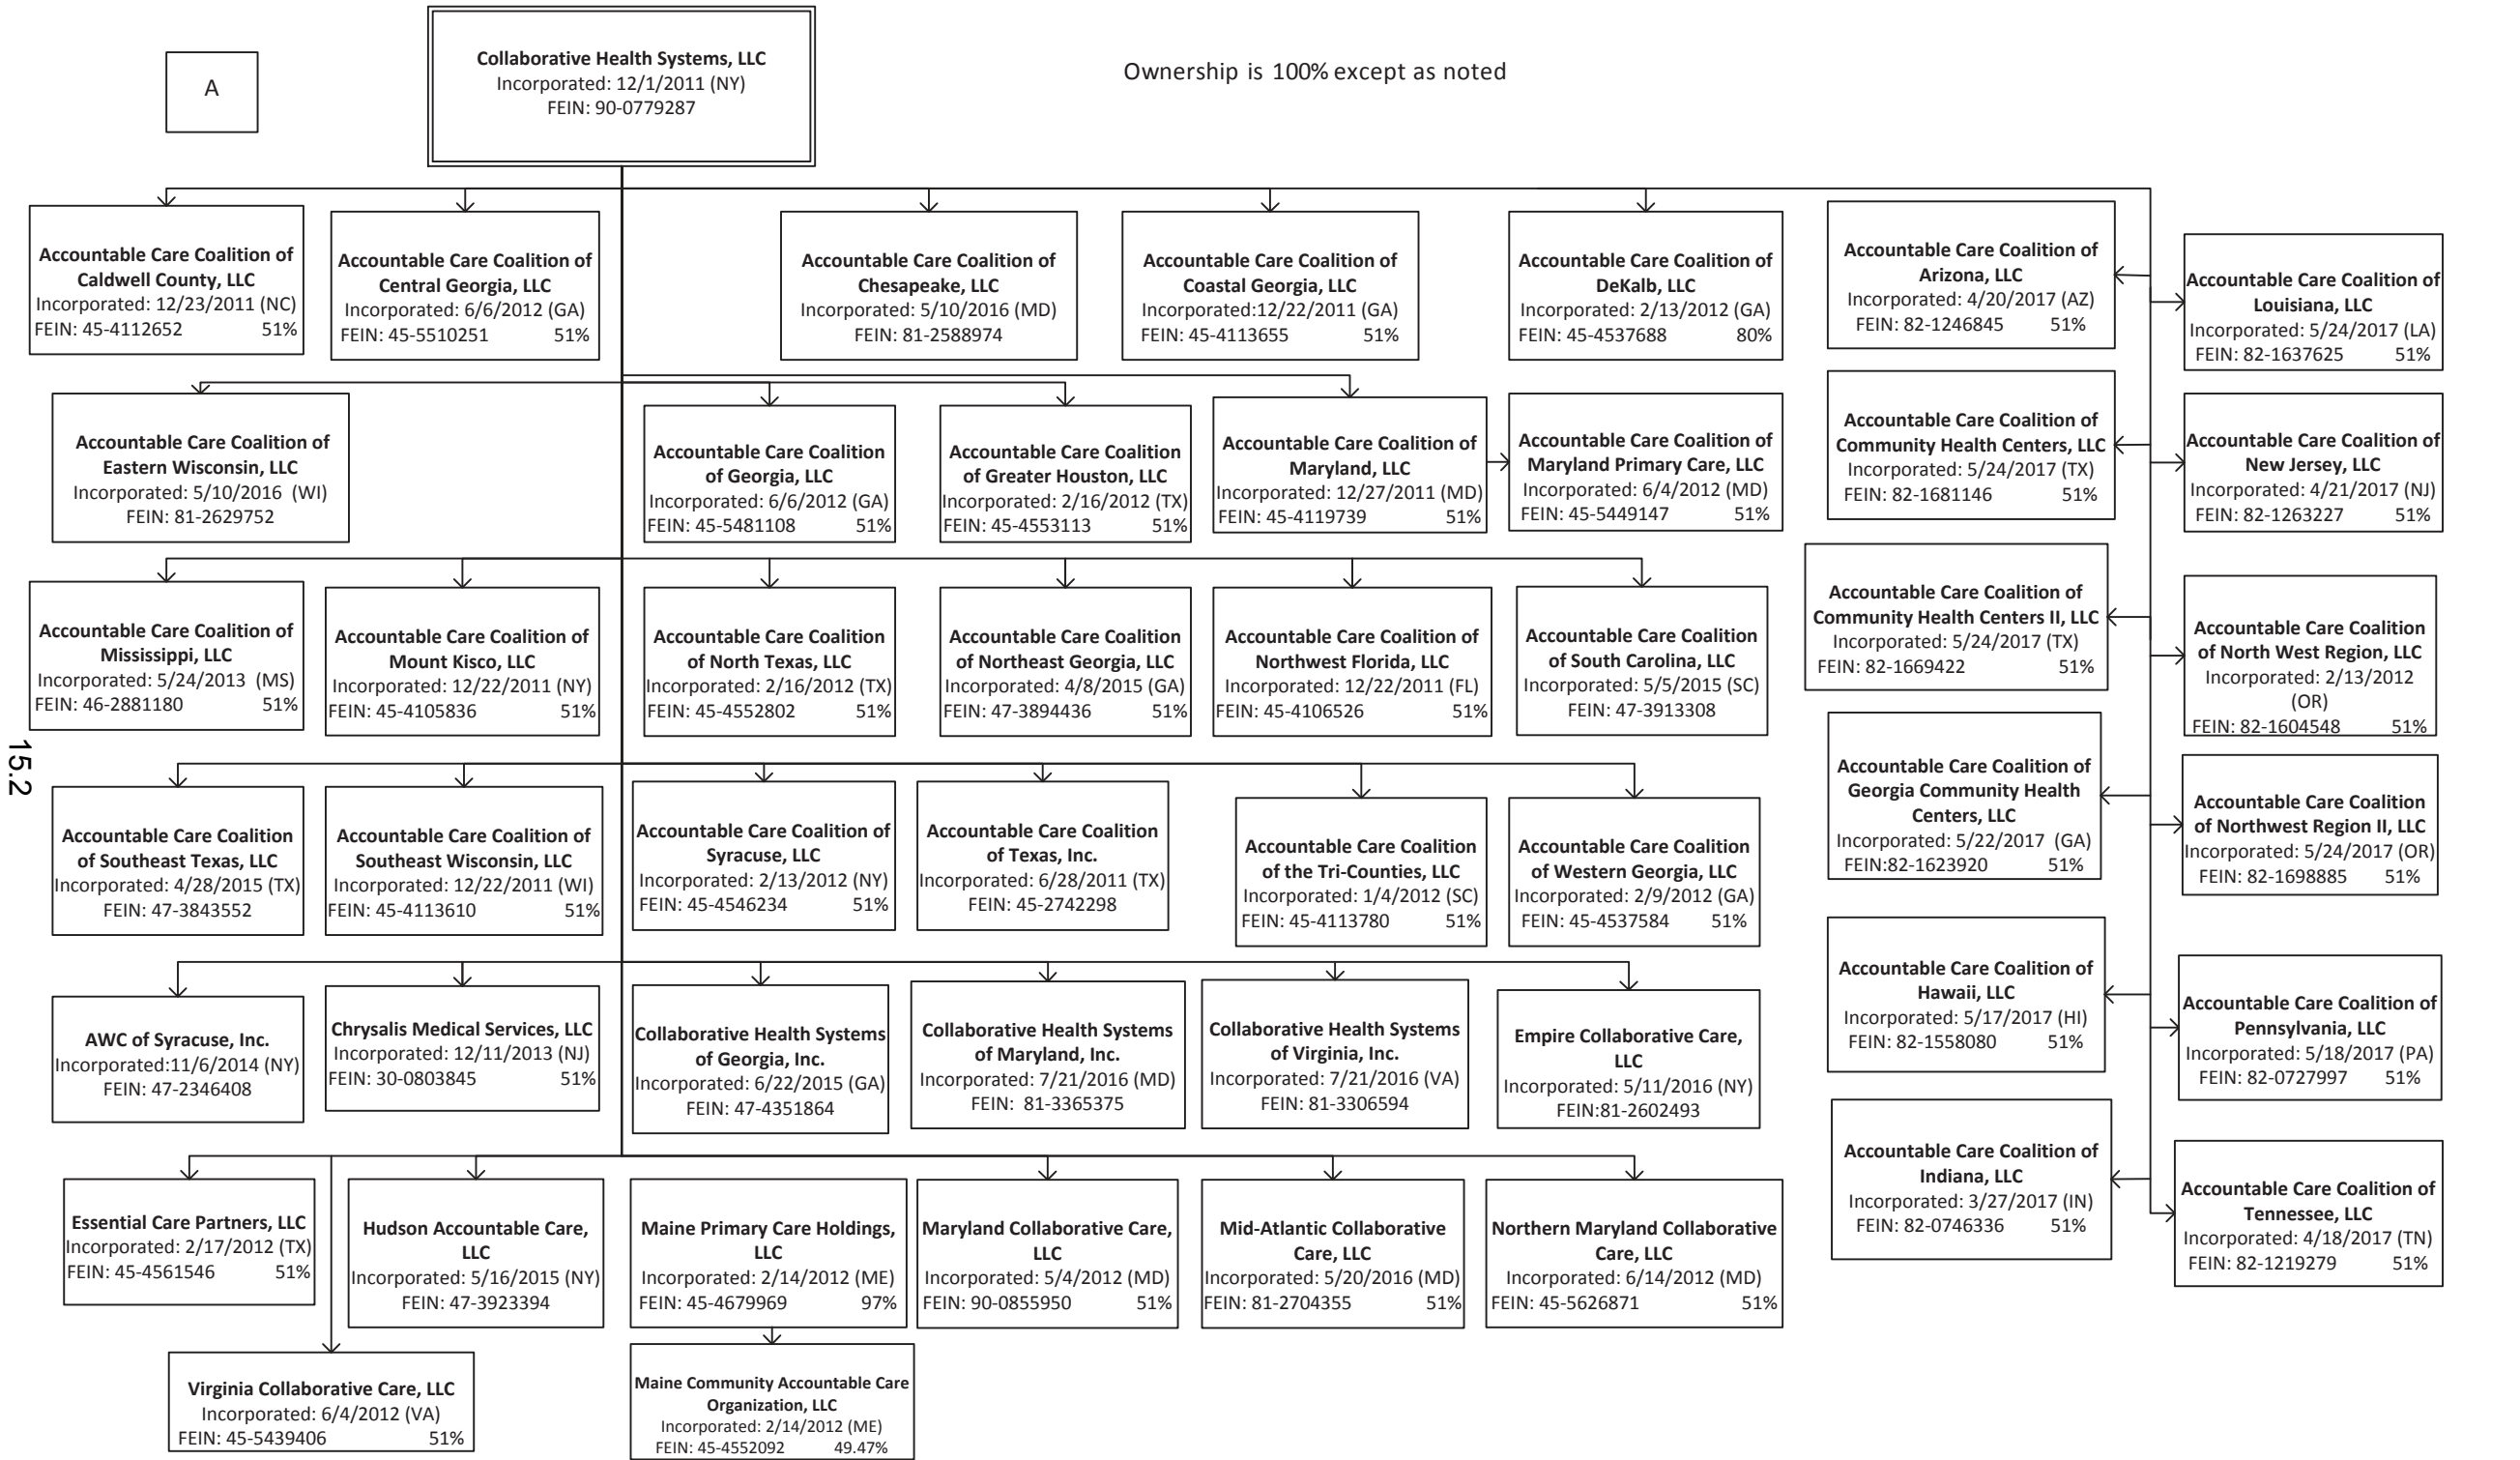 A
Collaborative Health Systems, LLC
Incorporated: 12/1/2011 (NY)
FEIN: 90-0779287
Ownership is 100% except as noted
Accountable Care Coalition of
Caldwell County, LLC
Incorporated: 12/23/2011 (NC)
FEIN: 45-4112652 51%
Accountable Care Coalition of
Central Georgia, LLC
Incorporated: 6/6/2012 (GA)
FEIN: 45-5510251 51%
Accountable Care Coalition of
Chesapeake, LLC
Incorporated: 5/10/2016 (MD)
FEIN: 81-2588974
Accountable Care Coalition of
Coastal Georgia, LLC
Incorporated:12/22/2011 (GA)
FEIN: 45-4113655 51%
Accountable Care Coalition of
DeKalb, LLC
Incorporated: 2/13/2012 (GA)
FEIN: 45-4537688 80%
Accountable Care Coalition of
Arizona, LLC
Incorporated: 4/20/2017 (AZ)
FEIN: 82-1246845 51%
Accountable Care Coalition of
Louisiana, LLC
Incorporated: 5/24/2017 (LA)
FEIN: 82-1637625 51%
Accountable Care Coalition of
Eastern Wisconsin, LLC
Incorporated: 5/10/2016 (WI)
FEIN: 81-2629752
Accountable Care Coalition
of Georgia, LLC
Incorporated: 6/6/2012 (GA)
FEIN: 45-5481108 51%
Accountable Care Coalition
of Greater Houston, LLC
Incorporated: 2/16/2012 (TX)
FEIN: 45-4553113 51%
Accountable Care Coalition of
Maryland, LLC
Incorporated: 12/27/2011 (MD)
FEIN: 45-4119739 51%
Accountable Care Coalition of
Maryland Primary Care, LLC
Incorporated: 6/4/2012 (MD)
FEIN: 45-5449147 51%
Accountable Care Coalition of
Community Health Centers, LLC
Incorporated: 5/24/2017 (TX)
FEIN: 82-1681146 51%
Accountable Care Coalition of
New Jersey, LLC
Incorporated: 4/21/2017 (NJ)
FEIN: 82-1263227 51%
Accountable Care Coalition of
Mississippi, LLC
Incorporated: 5/24/2013 (MS)
FEIN: 46-2881180 51%
Accountable Care Coalition of
Mount Kisco, LLC
Incorporated: 12/22/2011 (NY)
FEIN: 45-4105836 51%
Accountable Care Coalition
of North Texas, LLC
Incorporated: 2/16/2012 (TX)
FEIN: 45-4552802 51%
Accountable Care Coalition
of Northeast Georgia, LLC
Incorporated: 4/8/2015 (GA)
FEIN: 47-3894436 51%
Accountable Care Coalition of
Northwest Florida, LLC
Incorporated: 12/22/2011 (FL)
FEIN: 45-4106526 51%
Accountable Care Coalition
of South Carolina, LLC
Incorporated: 5/5/2015 (SC)
FEIN: 47-3913308
Accountable Care Coalition of
Community Health Centers II, LLC
Incorporated: 5/24/2017 (TX)
FEIN: 82-1669422 51%
Accountable Care Coalition
of North West Region, LLC
Incorporated: 2/13/2012
(OR)
FEIN: 82-1604548 51%
15.2
Accountable Care Coalition
of Southeast Texas, LLC
Incorporated: 4/28/2015 (TX)
FEIN: 47-3843552
Accountable Care Coalition of
Southeast Wisconsin, LLC
Incorporated: 12/22/2011 (WI)
FEIN: 45-4113610 51%
Accountable Care Coalition of
Syracuse, LLC
Incorporated: 2/13/2012 (NY)
FEIN: 45-4546234 51%
Accountable Care Coalition
of Texas, Inc.
Incorporated: 6/28/2011 (TX)
FEIN: 45-2742298
Accountable Care Coalition
of the Tri-Counties, LLC
Incorporated: 1/4/2012 (SC)
FEIN: 45-4113780 51%
Accountable Care Coalition
of Western Georgia, LLC
Incorporated: 2/9/2012 (GA)
FEIN: 45-4537584 51%
Accountable Care Coalition of
Georgia Community Health
Centers, LLC
Incorporated: 5/22/2017 (GA)
FEIN:82-1623920 51%
Accountable Care Coalition
of Northwest Region II, LLC
Incorporated: 5/24/2017 (OR)
FEIN: 82-1698885 51%
AWC of Syracuse, Inc.
Incorporated:11/6/2014 (NY)
FEIN: 47-2346408
Chrysalis Medical Services, LLC
Incorporated: 12/11/2013 (NJ)
FEIN: 30-0803845 51%
Collaborative Health Systems
of Georgia, Inc.
Incorporated: 6/22/2015 (GA)
FEIN: 47-4351864
Collaborative Health Systems
of Maryland, Inc.
Incorporated: 7/21/2016 (MD)
FEIN: 81-3365375
Collaborative Health Systems
of Virginia, Inc.
Incorporated: 7/21/2016 (VA)
FEIN: 81-3306594
Empire Collaborative Care,
LLC
Incorporated: 5/11/2016 (NY)
FEIN:81-2602493
Accountable Care Coalition of
Hawaii, LLC
Incorporated: 5/17/2017 (HI)
FEIN: 82-1558080 51%
Accountable Care Coalition of
Pennsylvania, LLC
Incorporated: 5/18/2017 (PA)
FEIN: 82-0727997 51%
Essential Care Partners, LLC
Incorporated: 2/17/2012 (TX)
FEIN: 45-4561546 51%
Hudson Accountable Care,
LLC
Incorporated: 5/16/2015 (NY)
FEIN: 47-3923394
Maine Primary Care Holdings,
LLC
Incorporated: 2/14/2012 (ME)
FEIN: 45-4679969 97%
Maryland Collaborative Care,
LLC
Incorporated: 5/4/2012 (MD)
FEIN: 90-0855950 51%
Mid-Atlantic Collaborative
Care, LLC
Incorporated: 5/20/2016 (MD)
FEIN: 81-2704355 51%
Northern Maryland Collaborative
Care, LLC
Incorporated: 6/14/2012 (MD)
FEIN: 45-5626871 51%
Accountable Care Coalition of
Indiana, LLC
Incorporated: 3/27/2017 (IN)
FEIN: 82-0746336 51%
Accountable Care Coalition of
Tennessee, LLC
Incorporated: 4/18/2017 (TN)
FEIN: 82-1219279 51%
Virginia Collaborative Care, LLC
Incorporated: 6/4/2012 (VA)
FEIN: 45-5439406 51%
Maine Community Accountable Care
Organization, LLC
Incorporated: 2/14/2012 (ME)
FEIN: 45-4552092 49.47%